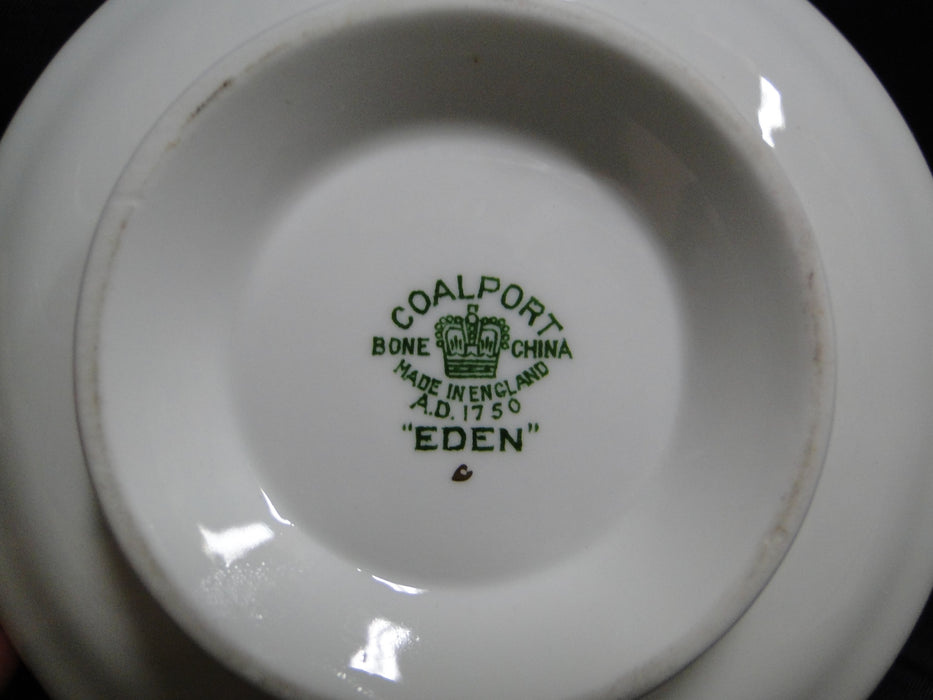 COALPORT
BONE CHINA
MADE IN ENGLAND
A.D. 1750
"EDEN"